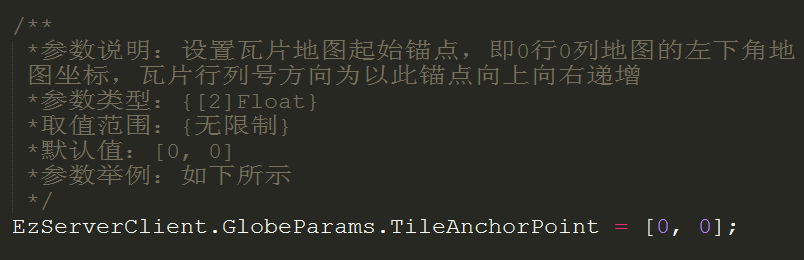 /**
*参数说明：设置瓦片地图起始锚点，即0行0列地图的左下角地
图坐标，瓦片行列号方向为以此锚点向上向右递增
*参数类型：{[2]Float}
*取值范围：{无限制}
*默认值：[0, 0]
*参数举例：如下所示
*/
EzServerClient.GlobeParams.TileAnchorPoint = [0, 0];